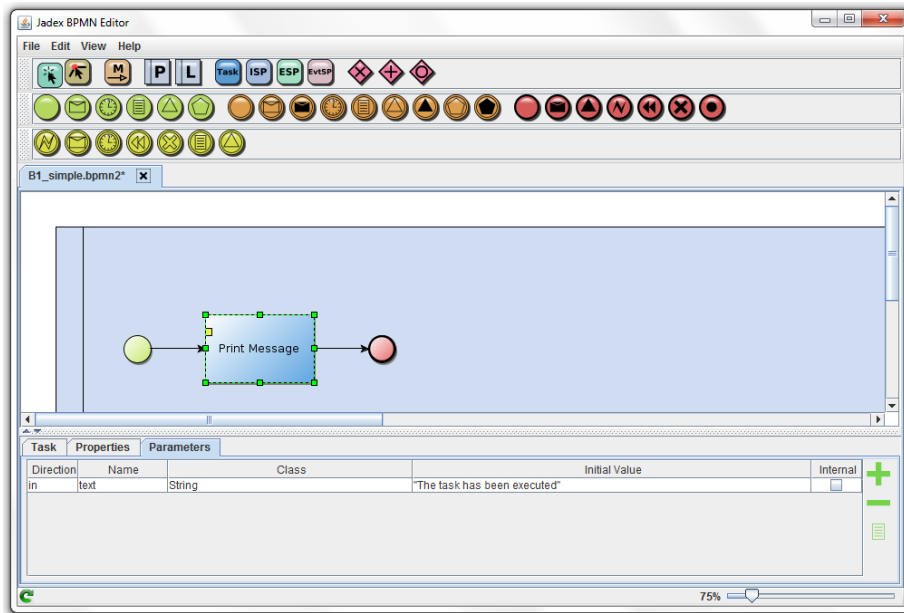 Jadex BPMN Editor
File Edit View Help
M P L Task ISP ESP EvtSP
B1_simple.bpmn2*
Print Message
Task Properties Parameters
Direction Name Class Initial Value Internal
in text String "The task has been executed"
75%